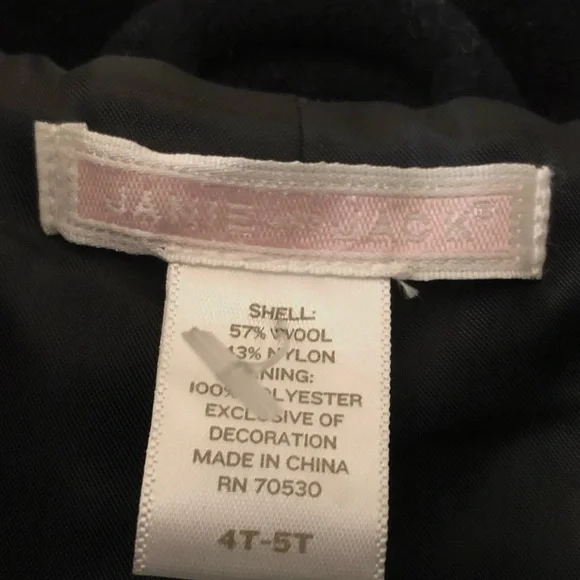 JANIE AND JACK®
SHELL:
57% WOOL
43% NYLON
LINING:
100% POLYESTER
EXCLUSIVE OF
DECORATION
MADE IN CHINA
RN 70530
4T-5T